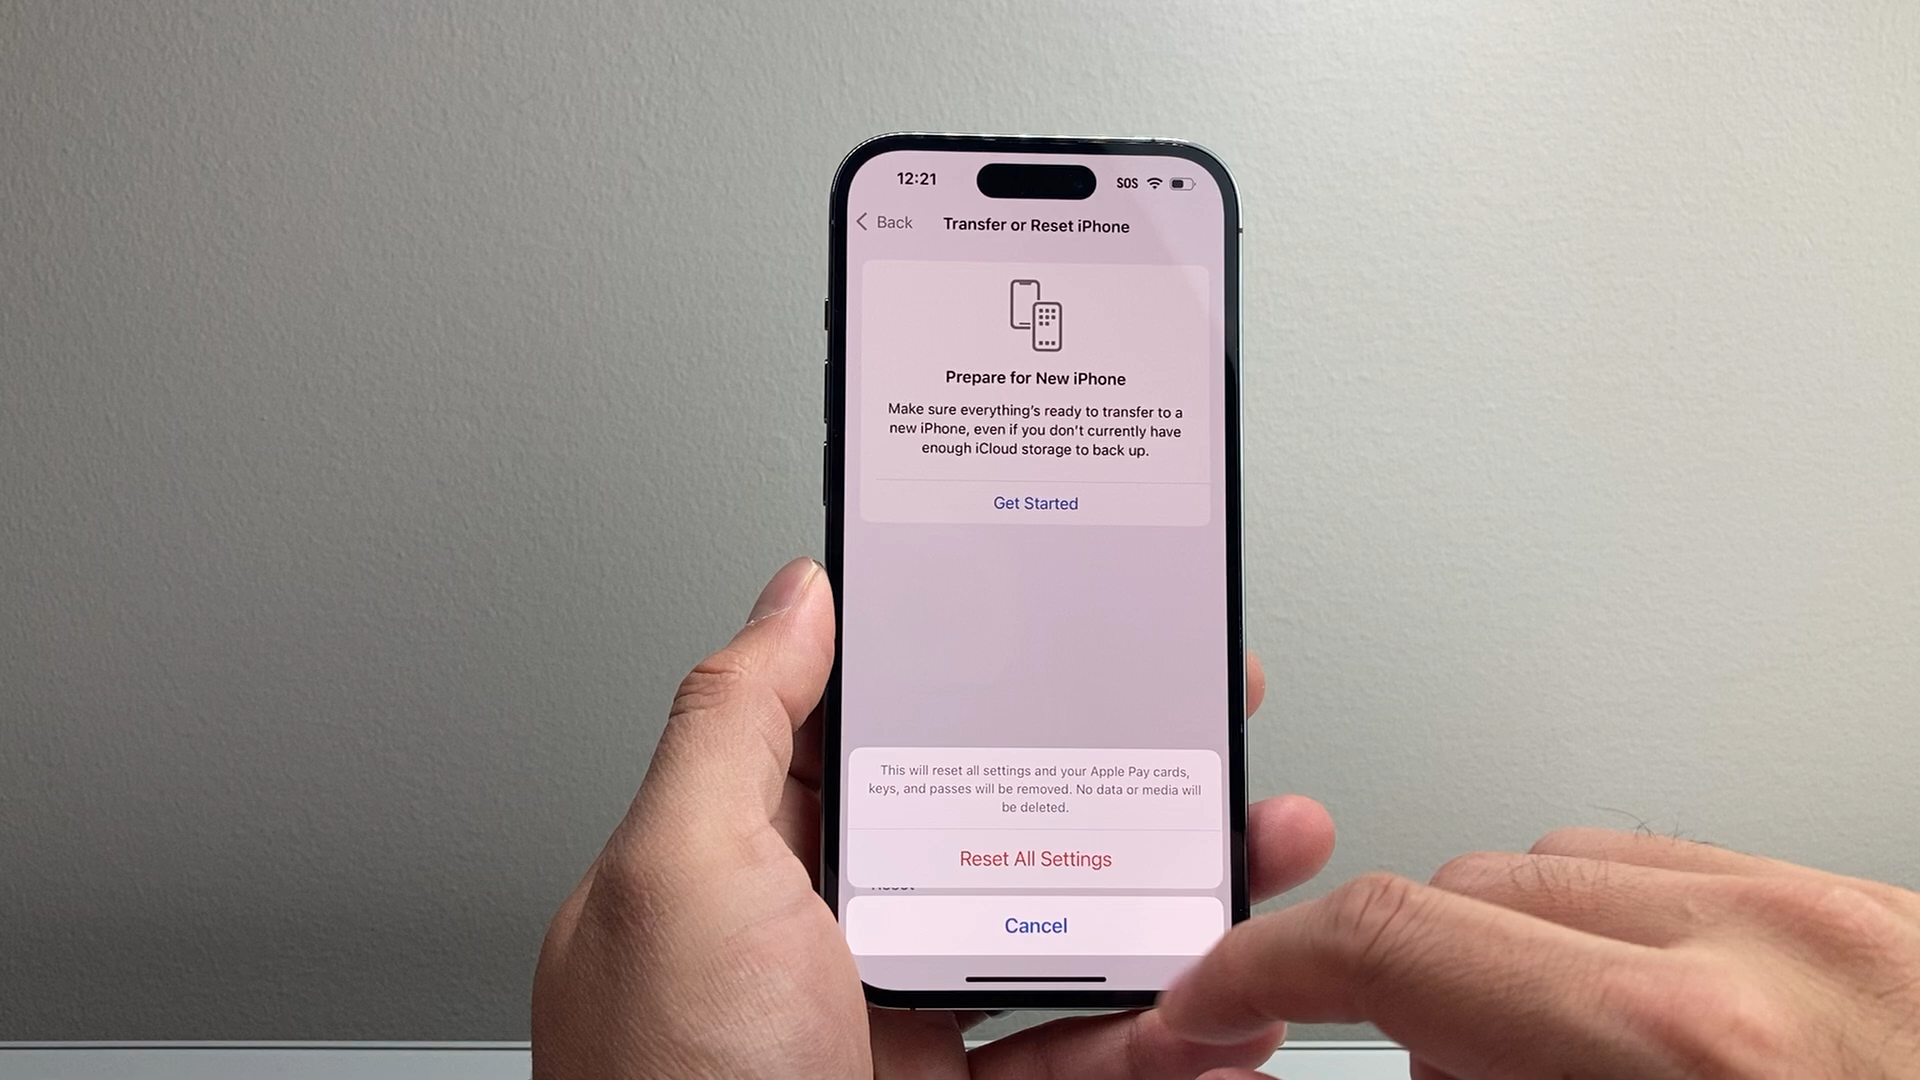 12:21
SOS
Back
Transfer or Reset iPhone
Prepare for New iPhone
Make sure everything's ready to transfer to a
new iPhone, even if you don't currently have
enough iCloud storage to back up.
Get Started
This will reset all settings and your Apple Pay cards,
keys, and passes will be removed. No data or media will
be deleted.
Reset All Settings
Reset
Cancel